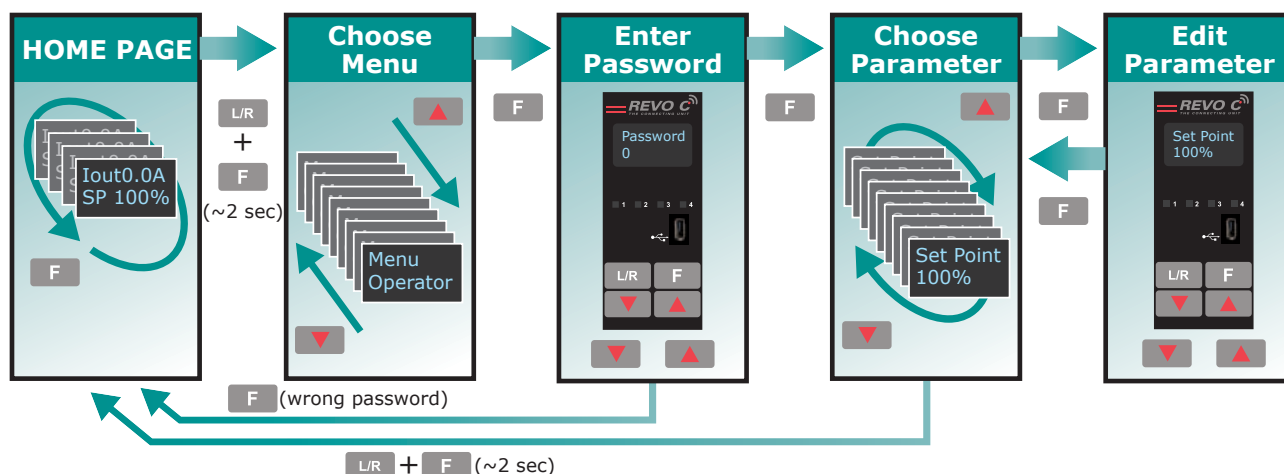 HOME PAGE
Iout0.0A
SP 100%
F
L/R
+
F
(~2 sec)
Choose
Menu
Menu
Operator
F
Enter
Password
REVO C
THE CONNECTING UNIT
Password
0
1 2 3 4
L/R F
F
Choose
Parameter
Set Point
100%
F
F
Edit
Parameter
REVO C
THE CONNECTING UNIT
Set Point
100%
1 2 3 4
L/R F
F (wrong password)
L/R + F (~2 sec)